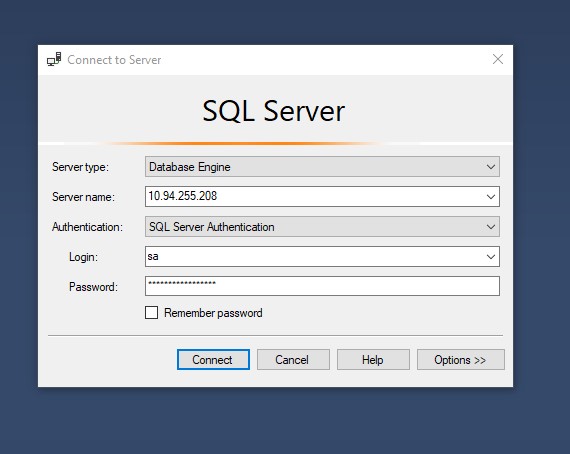 Connect to Server
SQL Server
Server type: Database Engine
Server name: 10.94.255.208
Authentication: SQL Server Authentication
Login: sa
Password: *****************
Remember password
Connect Cancel Help Options >>